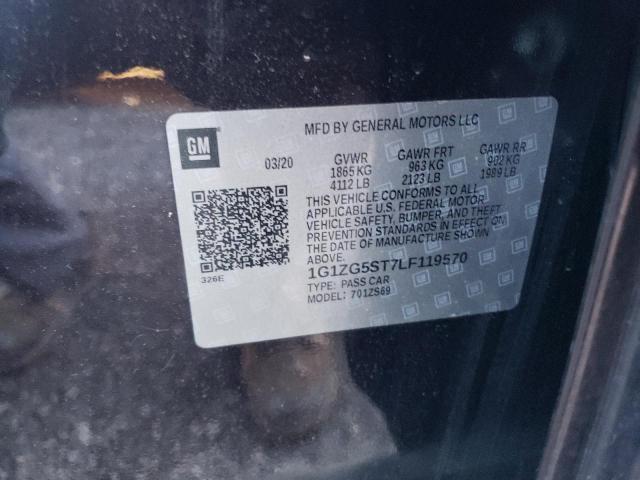 MFD BY GENERAL MOTORS LLC
GM
03/20 GVWR GAWR FRT GAWR RR
1865 KG 963 KG 902 KG
4112 LB 2123 LB 1989 LB
THIS VEHICLE CONFORMS TO ALL
APPLICABLE U.S. FEDERAL MOTOR
VEHICLE SAFETY, BUMPER, AND THEFT
PREVENTION STANDARDS IN EFFECT ON
THE DATE OF MANUFACTURE SHOWN
ABOVE.
326E
1G1ZG5ST7LF119570
TYPE: PASS CAR
MODEL: 701ZS69